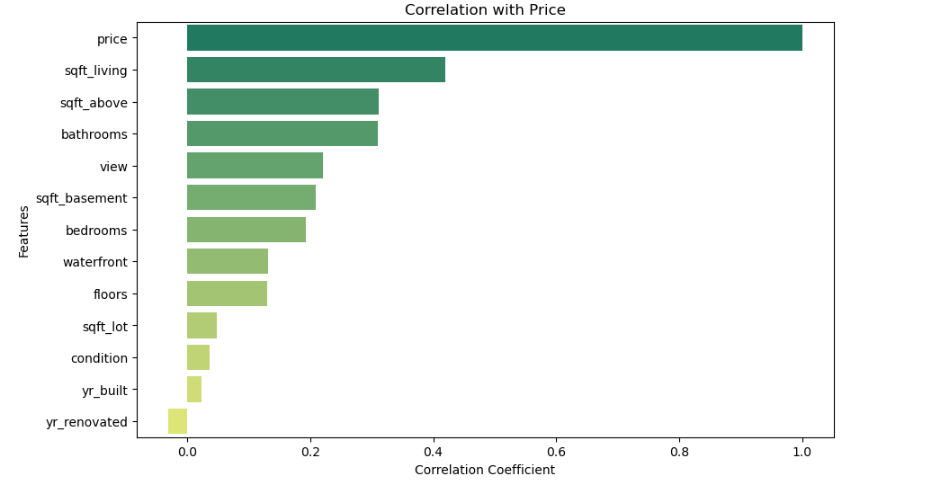 Correlation with Price
price
sqft_living
sqft_above
bathrooms
view
sqft_basement
bedrooms
waterfront
floors
sqft_lot
condition
yr_built
yr_renovated
Features
0.0 0.2 0.4 0.6 0.8 1.0
Correlation Coefficient